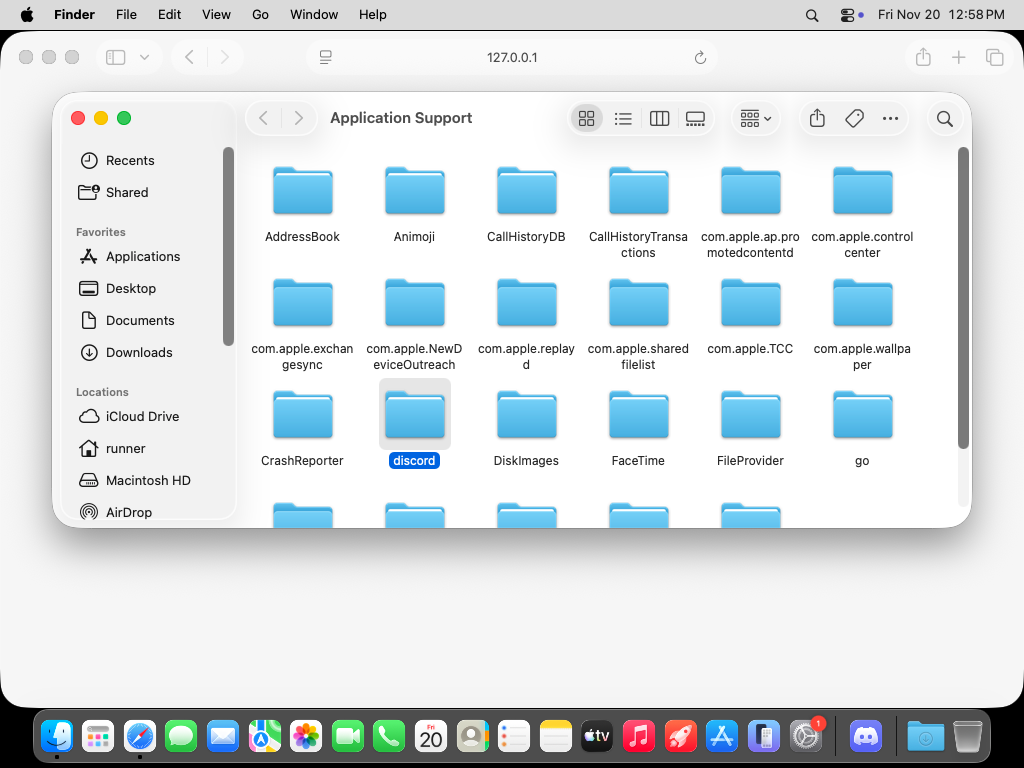 Finder File Edit View Go Window Help Fri Nov 20 12:58 PM
127.0.0.1
Application Support
Recents
Shared
Favorites
Applications
Desktop
Documents
Downloads
Locations
iCloud Drive
runner
Macintosh HD
AirDrop
AddressBook
Animoji
CallHistoryDB
CallHistoryTransa
ctions
com.apple.ap.pro
motedcontentd
com.apple.control
center
com.apple.exchan
gesync
com.apple.NewD
eviceOutreach
com.apple.replay
d
com.apple.shared
filelist
com.apple.TCC
com.apple.wallpa
per
CrashReporter
discord
DiskImages
FaceTime
FileProvider
go
Fri
20
tv
1